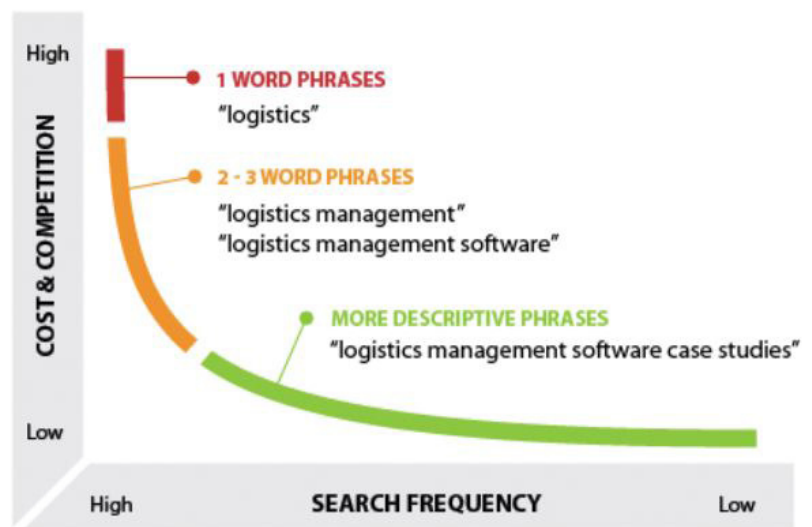 High
1 WORD PHRASES
“logistics”
2 - 3 WORD PHRASES
“logistics management”
“logistics management software”
COST & COMPETITION
MORE DESCRIPTIVE PHRASES
“logistics management software case studies”
Low
High
SEARCH FREQUENCY
Low